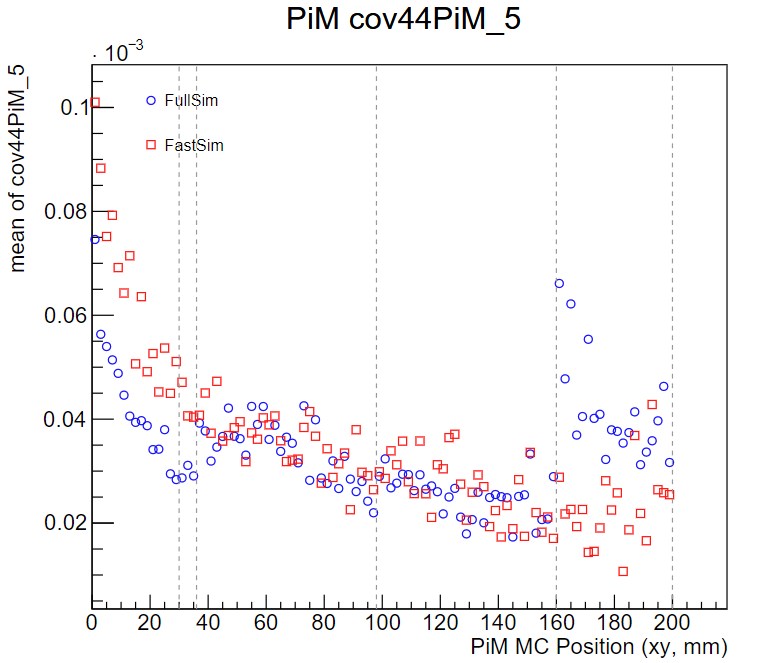 PiM cov44PiM_5
· 10⁻³
mean of cov44PiM_5
0.1
0.08
0.06
0.04
0.02
FullSim
FastSim
0 20 40 60 80 100 120 140 160 180 200
PiM MC Position (xy, mm)